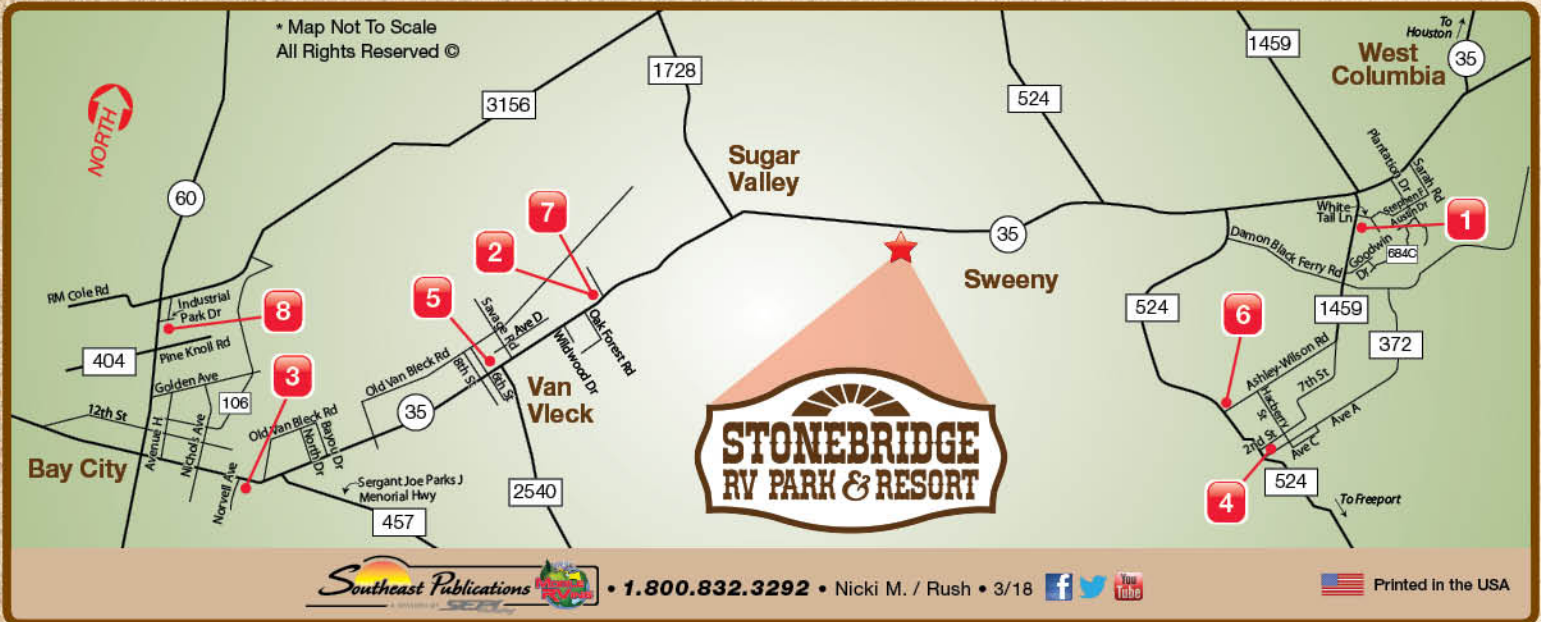 * Map Not To Scale
All Rights Reserved ©
NORTH
To
Houston
35
West
Columbia
1459
524
1728
3156
60
Sugar
Valley
7
2
5
35
Sweeny
Plantation Dr
Sarah Rd
Stephen F.
Austin Dr
White
Tail Ln
1
Goodwin
Dr
684C
Damon Black Ferry Rd
RM Cole Rd
Industrial
Park Dr
8
404
Pine Knoll Rd
Golden Ave
106
3
12th St
Avenue H
Nichols Ave
Norvell Ave
Bay City
Old Van Bleck Rd
North Dr
Bayou Dr
Old Van Bleck Rd
8th St
6th St
Savage Rd
Ave D
Wildwood Dr
Oak Forest Rd
35
Van
Vleck
Sergant Joe Parks J
Menorial Hwy
457
2540
STONEBRIDGE
RV PARK & RESORT
524
6
1459
372
Ashley-Wilson Rd
7th St
Hacberry St
2nd St
Ave A
Ave C
4
524
To Freeport
Southeast Publications
• 1.800.832.3292 • Nicki M. / Rush • 3/18
f
You
Tube
Printed in the USA